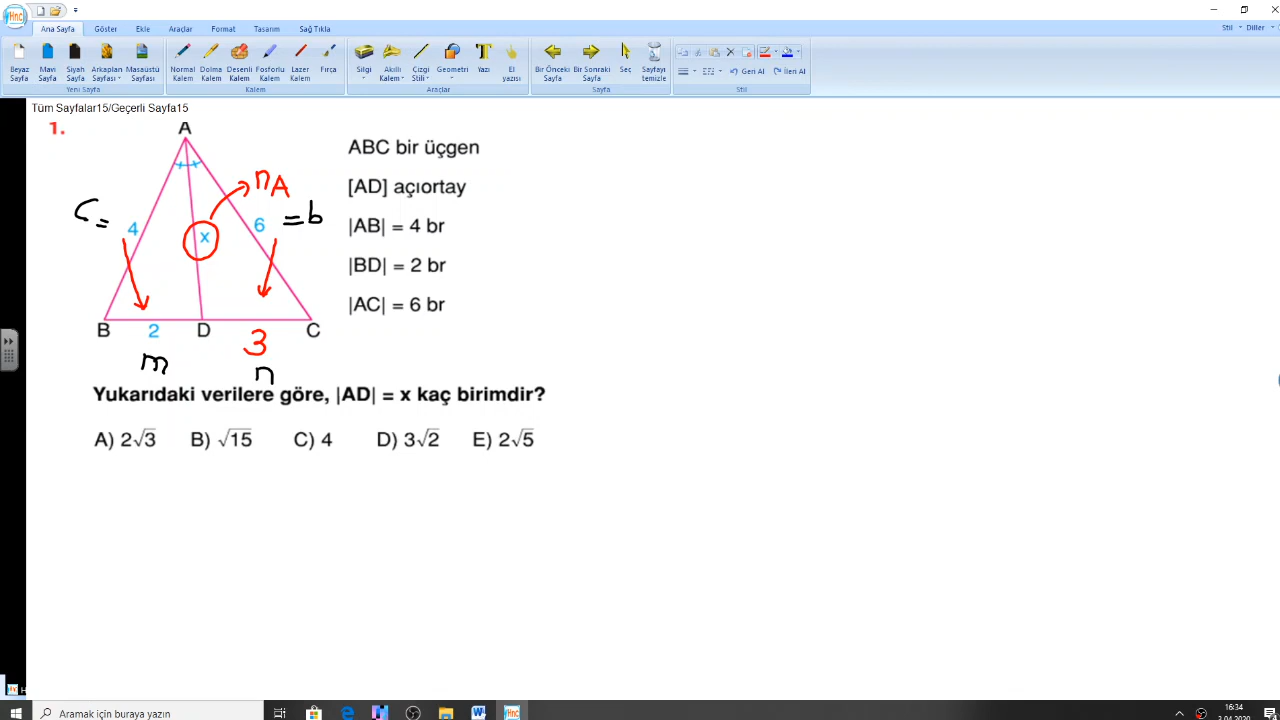 yHnc
Ana Sayfa Göster Ekle Araçlar Format Tasarım Sağ Tıkla
Stil Diller
Beyaz Sayfa Mavi Sayfa Siyah Sayfa Arkaplan Sayfası Masaüstü Sayfası
Yeni Sayfa
Normal Kalem Dolma Kalem Desenli Kalem Fosforlu Kalem Lazer Kalem Fırça
Kalem
Silgi Akıllı Kalem Çizgi Stili Geometri Yazı El yazısı
Araçlar
Bir Önceki Sayfa Bir Sonraki Sayfa Seç Sayfayı temizle
Sayfa
Geri Al İleri Al
Stil
Tüm Sayfalar15/Geçerli Sayfa15
1.
A
nA
c = 4
x
6 = b
B 2 D 3 C
m n
ABC bir üçgen
[AD] açıortay
|AB| = 4 br
|BD| = 2 br
|AC| = 6 br
Yukarıdaki verilere göre, |AD| = x kaç birimdir?
A) 2√3 B) √15 C) 4 D) 3√2 E) 2√5
Aramak için buraya yazın
16:34
3.04.2020